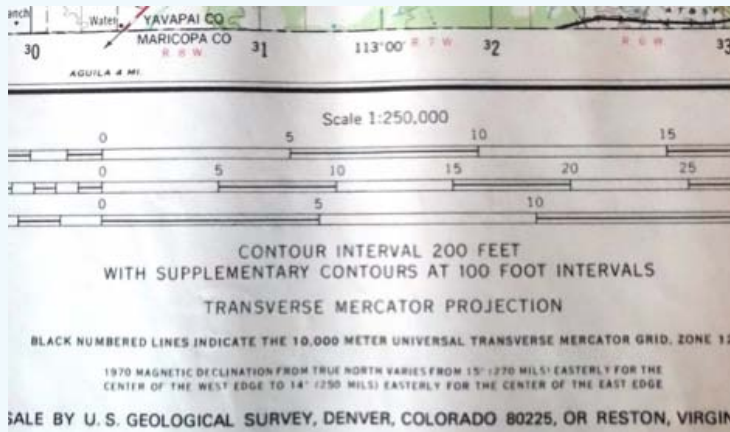 Water YAVAPAI CO
MARICOPA CO
30 R 8 W 31 113°00' R 7 W 32 R 6 W 33
AGUILA 4 MI.
Scale 1:250,000
0 5 10 15
0 5 10 15 20 25
0 5 10
CONTOUR INTERVAL 200 FEET
WITH SUPPLEMENTARY CONTOURS AT 100 FOOT INTERVALS
TRANSVERSE MERCATOR PROJECTION
BLACK NUMBERED LINES INDICATE THE 10,000 METER UNIVERSAL TRANSVERSE MERCATOR GRID, ZONE 12
1970 MAGNETIC DECLINATION FROM TRUE NORTH VARIES FROM 15° (270 MILS) EASTERLY FOR THE
CENTER OF THE WEST EDGE TO 14° (250 MILS) EASTERLY FOR THE CENTER OF THE EAST EDGE
SALE BY U. S. GEOLOGICAL SURVEY, DENVER, COLORADO 80225, OR RESTON, VIRGIN